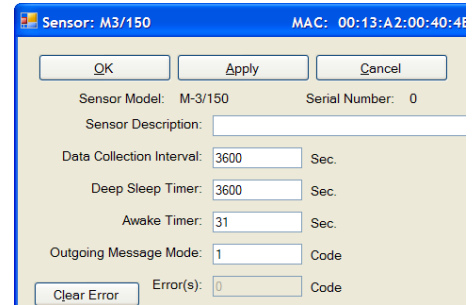 Sensor: M3/150 MAC: 00:13:A2:00:40:4E
OK Apply Cancel
Sensor Model: M-3/150 Serial Number: 0
Sensor Description:
Data Collection Interval: 3600 Sec.
Deep Sleep Timer: 3600 Sec.
Awake Timer: 31 Sec.
Outgoing Message Mode: 1 Code
Clear Error Error(s): 0 Code